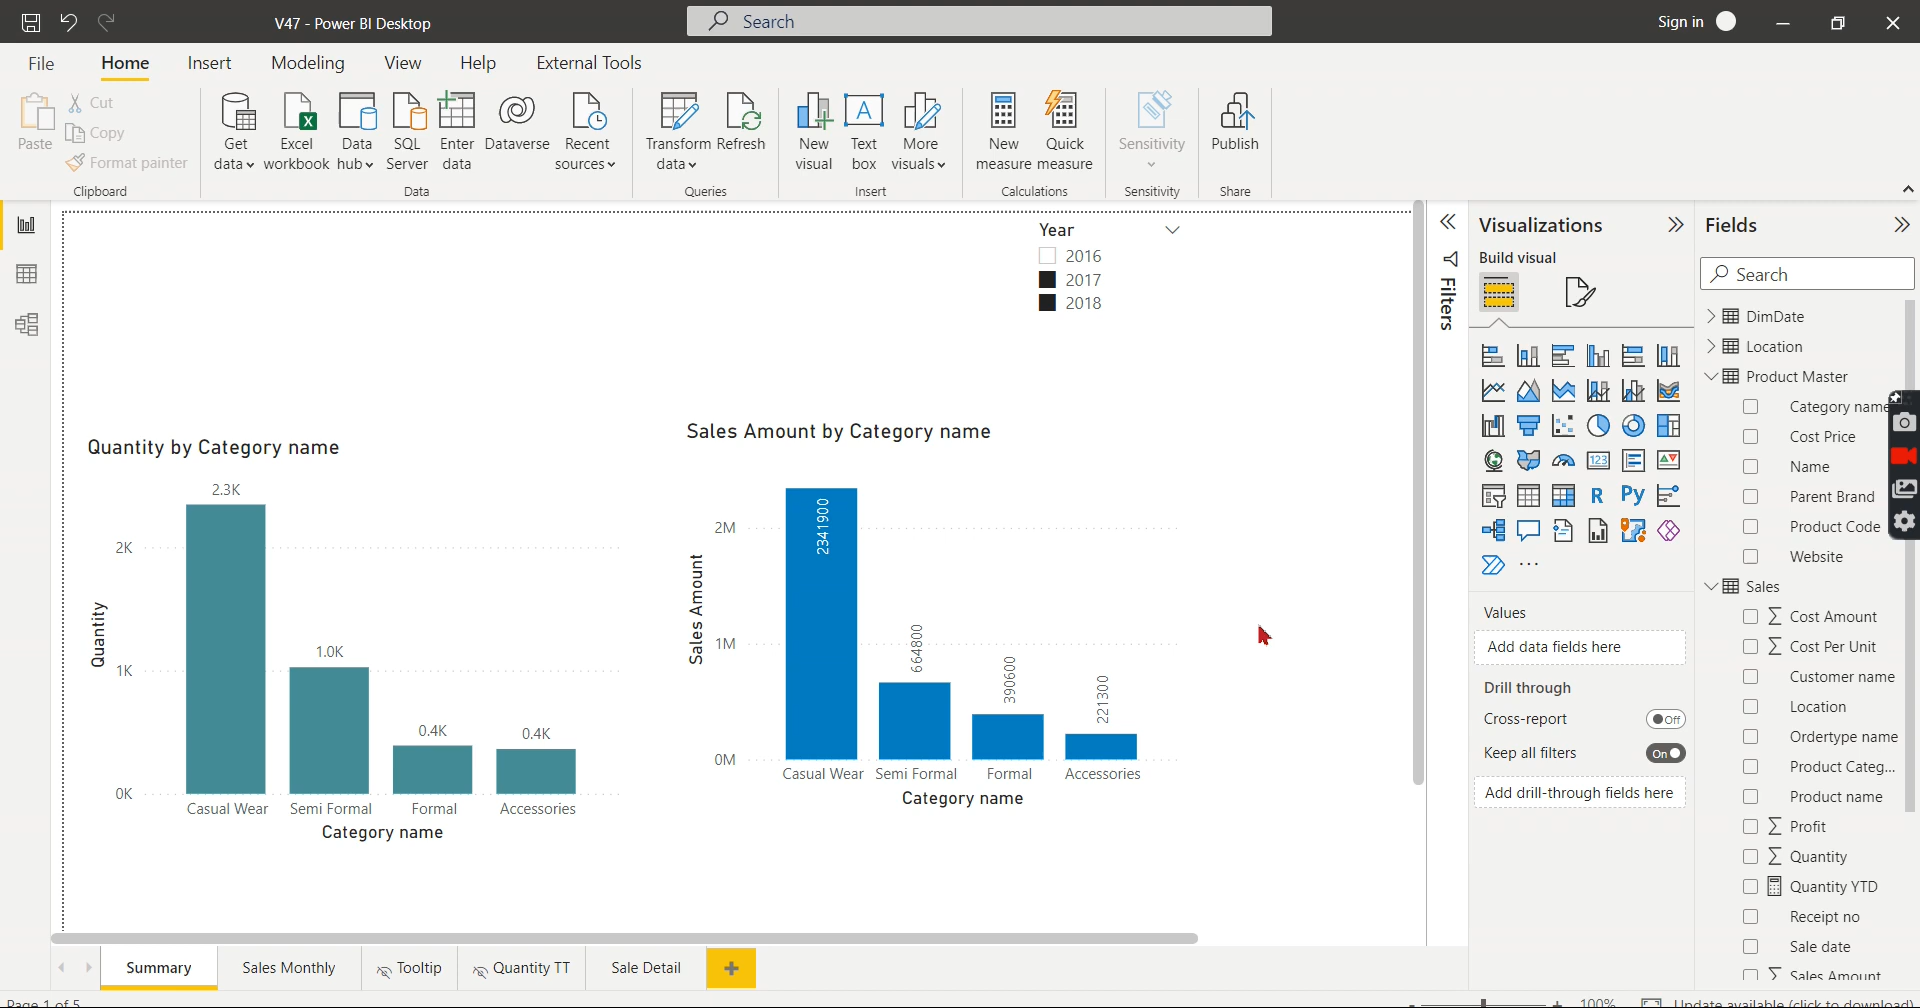 V47 - Power BI Desktop
Search
Sign in
File Home Insert Modeling View Help External Tools
Paste
Cut
Copy
Format painter
Clipboard
Get data
Excel workbook
Data hub
SQL Server
Enter data
Dataverse
Recent sources
Data
Transform data
Refresh
Queries
New visual
Text box
More visuals
Insert
New measure
Quick measure
Calculations
Sensitivity
Sensitivity
Publish
Share
Year
2016
2017
2018
Quantity by Category name
Quantity
2K
1K
0K
2.3K
1.0K
0.4K
0.4K
Casual Wear Semi Formal Formal Accessories
Category name
Sales Amount by Category name
Sales Amount
2M
1M
0M
2341900
664800
390600
221300
Casual Wear Semi Formal Formal Accessories
Category name
Filters
Visualizations
Build visual
123
R
Py
...
Values
Add data fields here
Drill through
Cross-report
Off
Keep all filters
On
Add drill-through fields here
Fields
Search
DimDate
Location
Product Master
Category name
Cost Price
Name
Parent Brand
Product Code
Website
Sales
Cost Amount
Cost Per Unit
Customer name
Location
Ordertype name
Product Categ...
Product name
Profit
Quantity
Quantity YTD
Receipt no
Sale date
Sales Amount
Summary Sales Monthly Tooltip Quantity TT Sale Detail
Page 1 of 5
100%
Update available (click to download)